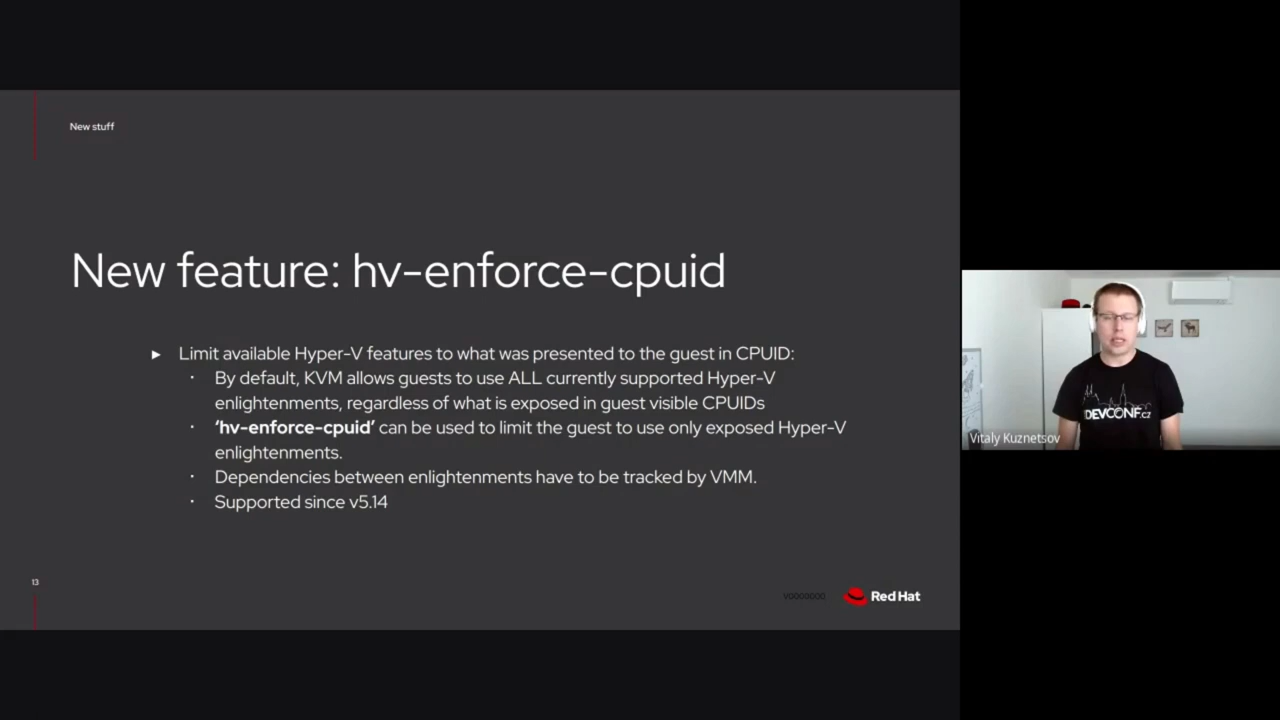 New stuff
New feature: hv-enforce-cpuid
► Limit available Hyper-V features to what was presented to the guest in CPUID:
· By default, KVM allows guests to use ALL currently supported Hyper-V
enlightenments, regardless of what is exposed in guest visible CPUIDs
· ‘hv-enforce-cpuid’ can be used to limit the guest to use only exposed Hyper-V
enlightenments.
· Dependencies between enlightenments have to be tracked by VMM.
· Supported since v5.14
13
V0000000
Red Hat
DEVCONF.cz
Vitaly Kuznetsov